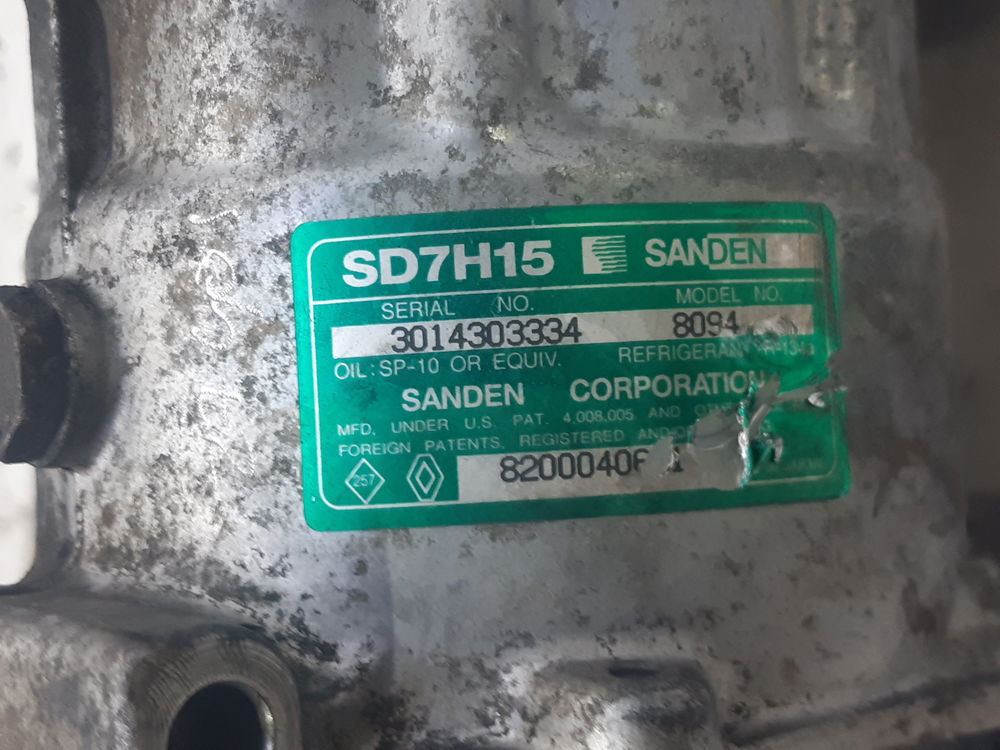 SD7H15 SANDEN
SERIAL NO. MODEL NO.
3014303334 8094
OIL: SP-10 OR EQUIV. REFRIGERANT
SANDEN CORPORATION
MFD. UNDER U.S. PAT. 4,008,005 AND
FOREIGN PATENTS. REGISTERED
257